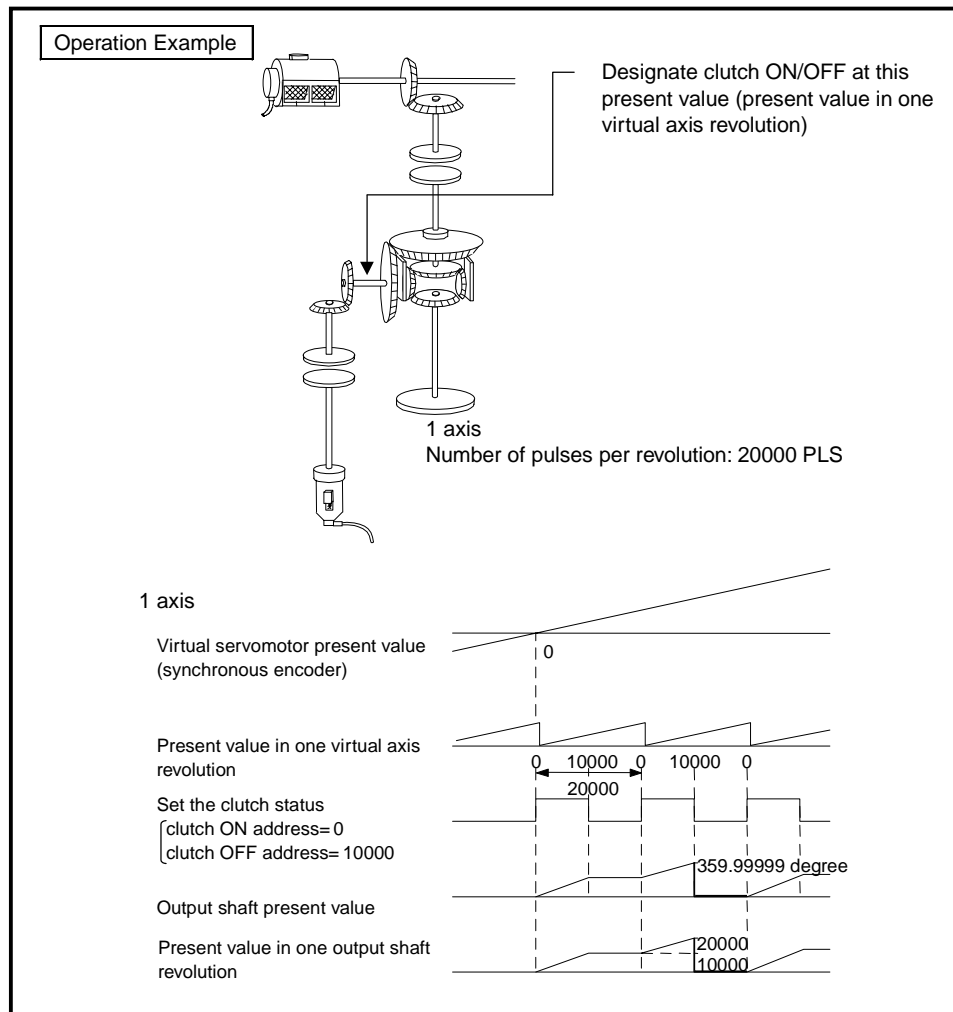 Operation Example
Designate clutch ON/OFF at this
present value (present value in one
virtual axis revolution)
1 axis
Number of pulses per revolution: 20000 PLS
1 axis
Virtual servomotor present value
(synchronous encoder)
0
Present value in one virtual axis
revolution
0 10000 0 10000 0
20000
Set the clutch status
clutch ON address= 0
clutch OFF address= 10000
359.99999 degree
Output shaft present value
Present value in one output shaft
revolution
20000
10000